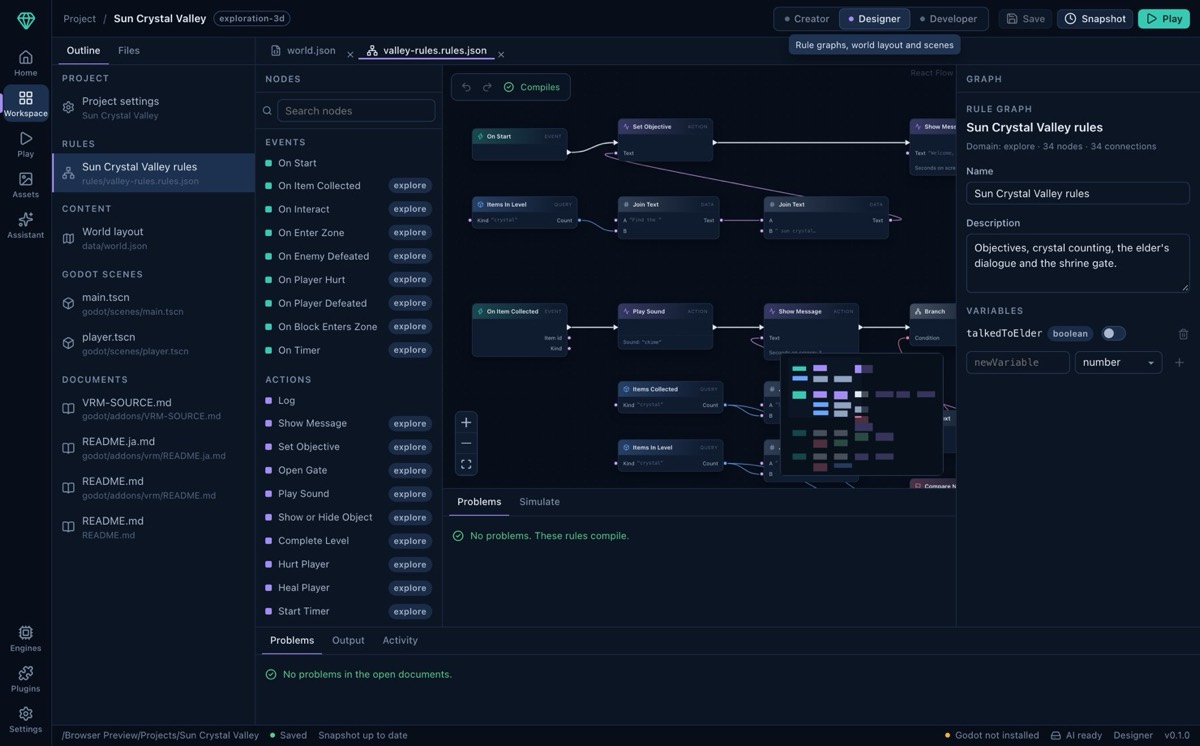 Project / Sun Crystal Valley exploration-3d
Creator Designer Developer
Save Snapshot Play
Rule graphs, world layout and scenes
Home
Workspace
Play
Assets
Assistant
Engines
Plugins
Settings
Outline Files
PROJECT
Project settings
Sun Crystal Valley
RULES
Sun Crystal Valley rules
rules/valley-rules.rules.json
CONTENT
World layout
data/world.json
GODOT SCENES
main.tscn
godot/scenes/main.tscn
player.tscn
godot/scenes/player.tscn
DOCUMENTS
VRM-SOURCE.md
godot/addons/VRM-SOURCE.md
README.ja.md
godot/addons/vrm/README.ja.md
README.md
godot/addons/vrm/README.md
README.md
README.md
world.json valley-rules.rules.json
NODES
Search nodes
EVENTS
On Start
On Item Collected explore
On Interact explore
On Enter Zone explore
On Enemy Defeated explore
On Player Hurt explore
On Player Defeated explore
On Block Enters Zone explore
On Timer explore
ACTIONS
Log
Show Message explore
Set Objective explore
Open Gate explore
Play Sound explore
Show or Hide Object explore
Complete Level explore
Hurt Player explore
Heal Player explore
Start Timer explore
Compiles
React Flow
On Start EVENT
Set Objective ACTION
Text
Show Mess
Text "Welcome,
Seconds on scre
Items In Level QUERY
Kind "crystal" Count
Join Text DATA
A "Find the " Text
B
Join Text DATA
A Text
B " sun crystal…
On Item Collected EVENT
Item id
Kind
Play Sound ACTION
Sound: "chime"
Show Message ACTION
Text
Branch
Condition
Items Collected QUERY
Kind "crystal" Count
A
B
Items In Level QUERY
Kind "crystal" Count
A
B
Compare N
Problems Simulate
No problems. These rules compile.
Problems Output Activity
No problems in the open documents.
GRAPH
RULE GRAPH
Sun Crystal Valley rules
Domain: explore · 34 nodes · 34 connections
Name
Sun Crystal Valley rules
Description
Objectives, crystal counting, the elder's
dialogue and the shrine gate.
VARIABLES
talkedToElder boolean
newVariable number
/Browser Preview/Projects/Sun Crystal Valley Saved Snapshot up to date
Godot not installed AI ready Designer v0.1.0